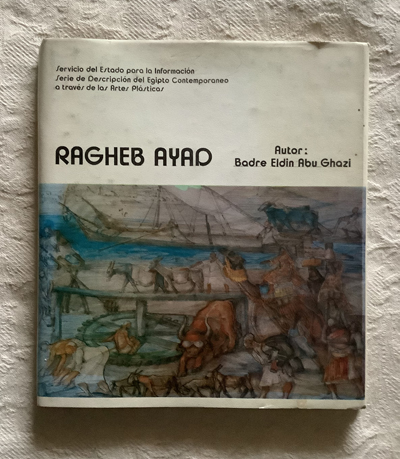 Servicio del Estado para la Información
Serie de Descripción del Egipto Contemporaneo
a través de las Artes Plásticas
RAGHEB AYAD
Autor:
Badre Eldin Abu Ghazi